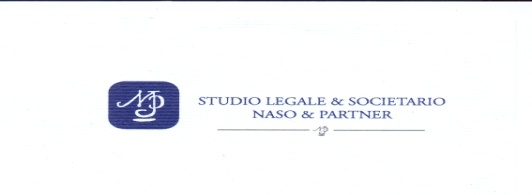 STUDIO LEGALE & SOCIETARIO
NASO & PARTNER